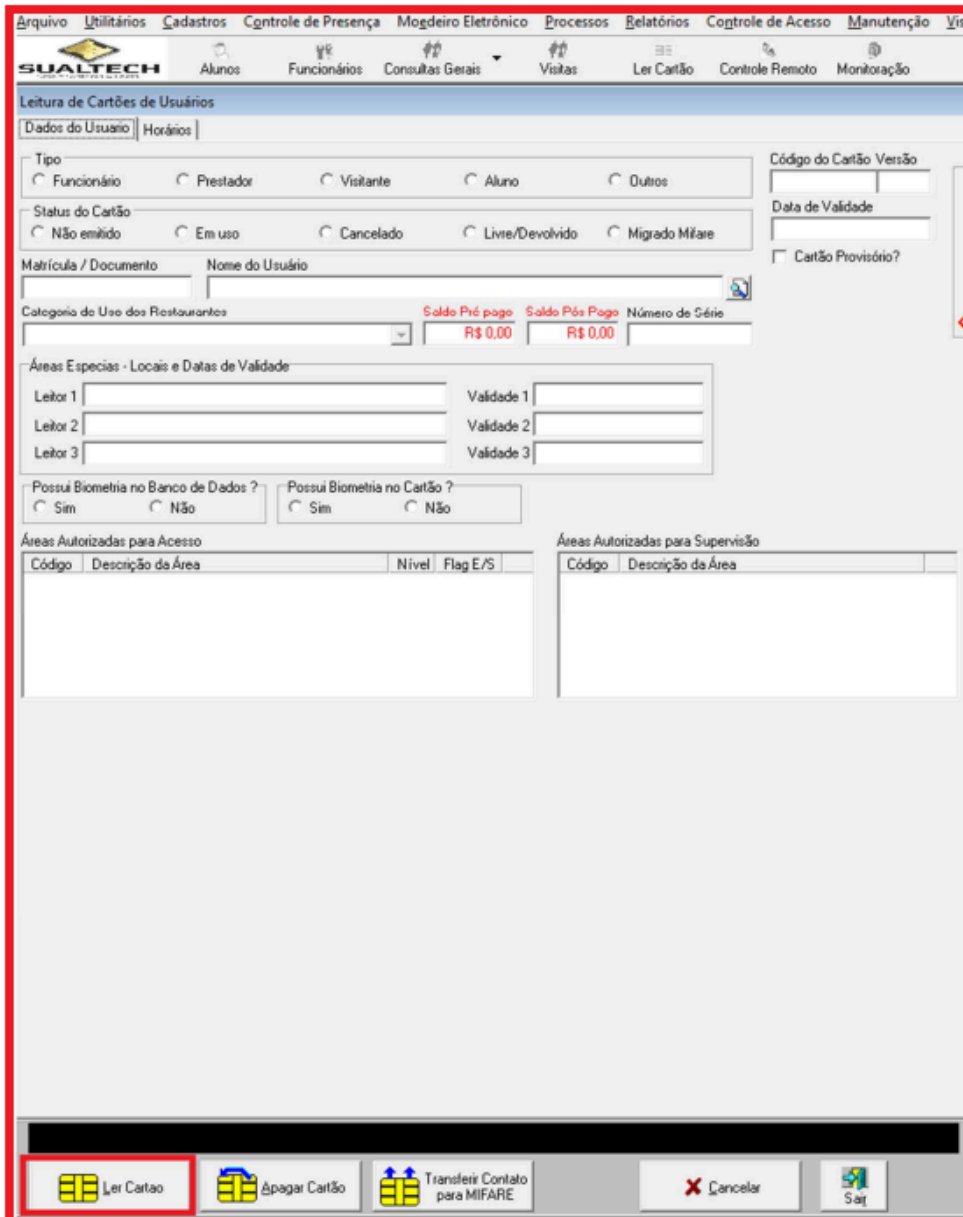 Arquivo Utilitários Cadastros Controle de Presença Mogdeiro Eletrônico Processos Relatórios Controle de Acesso Manutenção Vis
SUALTECH Alunos Funcionários Consultas Gerais Visitas Ler Cartão Controle Remoto Monitoração
Leitura de Cartões de Usuários
Dados do Usuario Horários
Tipo Código do Cartão Versão
Funcionário Prestador Visitante Aluno Outros
Status do Cartão Data de Validade
Não emitido Em uso Cancelado Livre/Devolvido Migrado Mifare
Cartão Provisório?
Matrícula / Documento Nome do Usuário
Categoria de Uso dos Restaurantes Saldo Pré pago Saldo Pós Pago Número de Série
R$ 0,00 R$ 0,00
Áreas Especias - Locais e Datas de Validade
Leitor 1 Validade 1
Leitor 2 Validade 2
Leitor 3 Validade 3
Possui Biometria no Banco de Dados ? Possui Biometria no Cartão ?
Sim Não Sim Não
Áreas Autorizadas para Acesso Áreas Autorizadas para Supervisão
Código Descrição da Área Nível Flag E/S Código Descrição da Área
Ler Cartao Apagar Cartão Transferir Contato para MIFARE Cancelar Sair